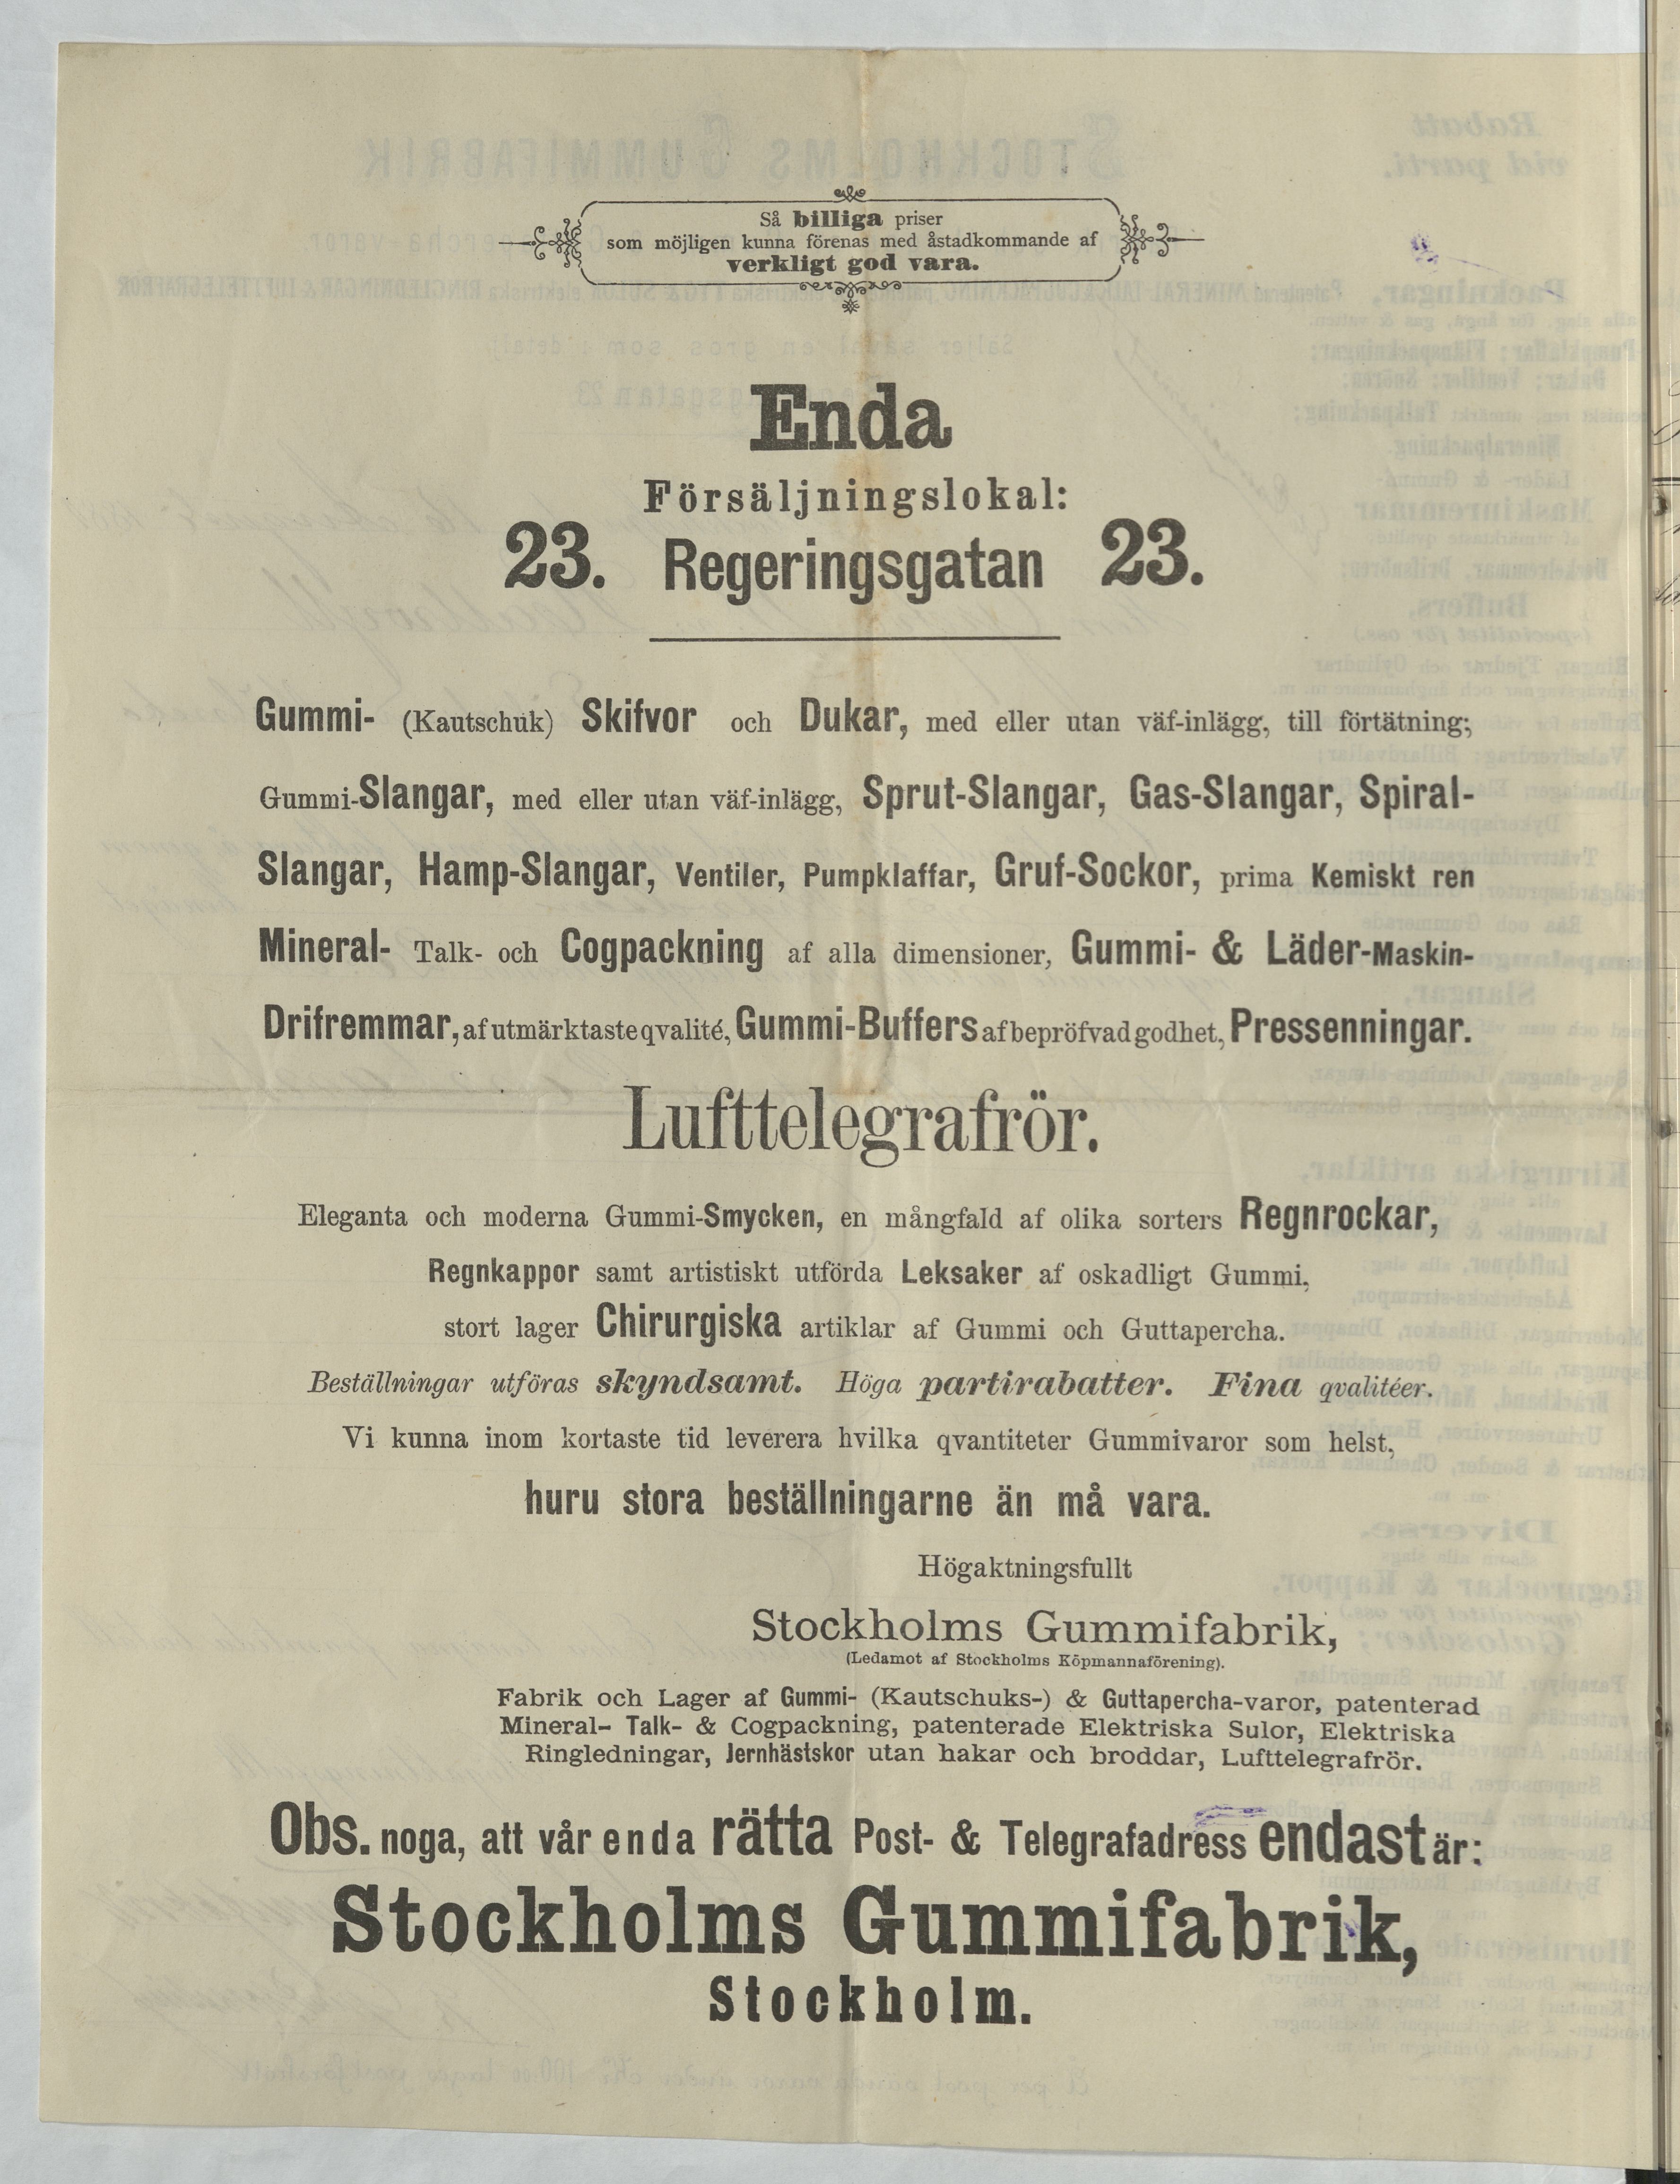 Så billiga priser
som möjligen kunna förenas med åstadkommande af
verkligt god vara.
Enda
Försäljningslokal:
23. Regeringsgatan 23.
Gummi- (Kautschuk) Skifvor och Dukar, med eller utan väf-inlägg, till förtätning;
Gummi-Slangar, med eller utan väf-inlägg, Sprut-Slangar, Gas-Slangar, Spiral-
Slangar, Hamp-Slangar, Ventiler, Pumpklaffar, Gruf-Sockor, prima Kemiskt ren
Mineral- Talk- och Cogpackning af alla dimensioner, Gummi- & Läder-Maskin-
Drifremmar, af utmärktaste qvalité, Gummi-Buffers af bepröfvad godhet, Pressenningar.
Lufttelegrafrör.
Eleganta och moderna Gummi-Smycken, en mångfald af olika sorters Regnrockar,
Regnkappor samt artistiskt utförda Leksaker af oskadligt Gummi,
stort lager Chirurgiska artiklar af Gummi och Guttapercha.
Beställningar utföras skyndsamt. Höga partirabatter. Fina qvalitéer.
Vi kunna inom kortaste tid leverera hvilka qvantiteter Gummivaror som helst,
huru stora beställningarne än må vara.
Högaktningsfullt
Stockholms Gummifabrik,
(Ledamot af Stockholms Köpmannaförening).
Fabrik och Lager af Gummi- (Kautschuks-) & Guttapercha-varor, patenterad
Mineral- Talk- & Cogpackning, patenterade Elektriska Sulor, Elektriska
Ringledningar, Jernhästskor utan hakar och broddar, Lufttelegrafrör.
Obs. noga, att vår enda rätta Post- & Telegrafadress endast är:
Stockholms Gummifabrik,
Stockholm.